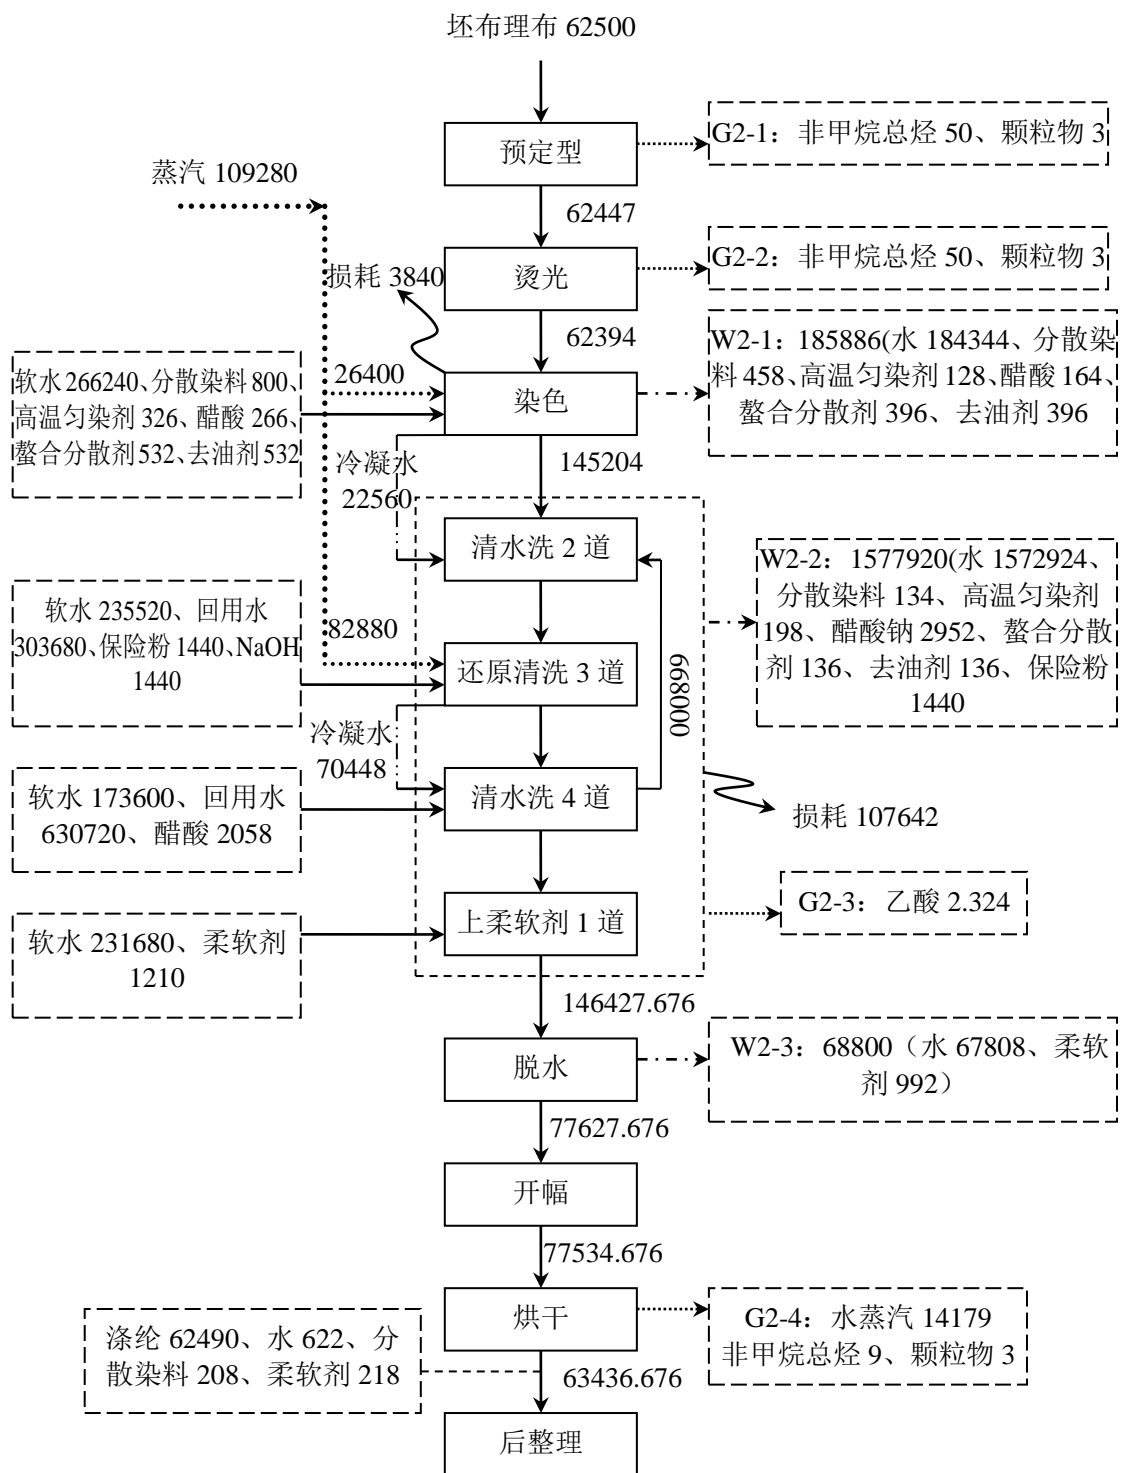 坯布理布 62500
预定型
G2-1：非甲烷总烃 50、颗粒物 3
蒸汽 109280
62447
烫光
G2-2：非甲烷总烃 50、颗粒物 3
损耗 3840
62394
W2-1：185886(水 184344、分散染
料 458、高温匀染剂 128、醋酸 164、
螯合分散剂 396、去油剂 396
软水 266240、分散染料 800、
高温匀染剂 326、醋酸 266、
螯合分散剂 532、去油剂 532
26400
染色
冷凝水
22560
145204
清水洗 2 道
W2-2：1577920(水 1572924、
分散染料 134、高温匀染剂
198、醋酸钠 2952、螯合分散
剂 136、去油剂 136、保险粉
1440
软水 235520、回用水
303680、保险粉 1440、NaOH
1440
82880
还原清洗 3 道
668000
冷凝水
70448
软水 173600、回用水
630720、醋酸 2058
清水洗 4 道
损耗 107642
G2-3：乙酸 2.324
软水 231680、柔软剂
1210
上柔软剂 1 道
146427.676
脱水
W2-3：68800（水 67808、柔软
剂 992）
77627.676
开幅
77534.676
烘干
G2-4：水蒸汽 14179
非甲烷总烃 9、颗粒物 3
涤纶 62490、水 622、分
散染料 208、柔软剂 218
63436.676
后整理